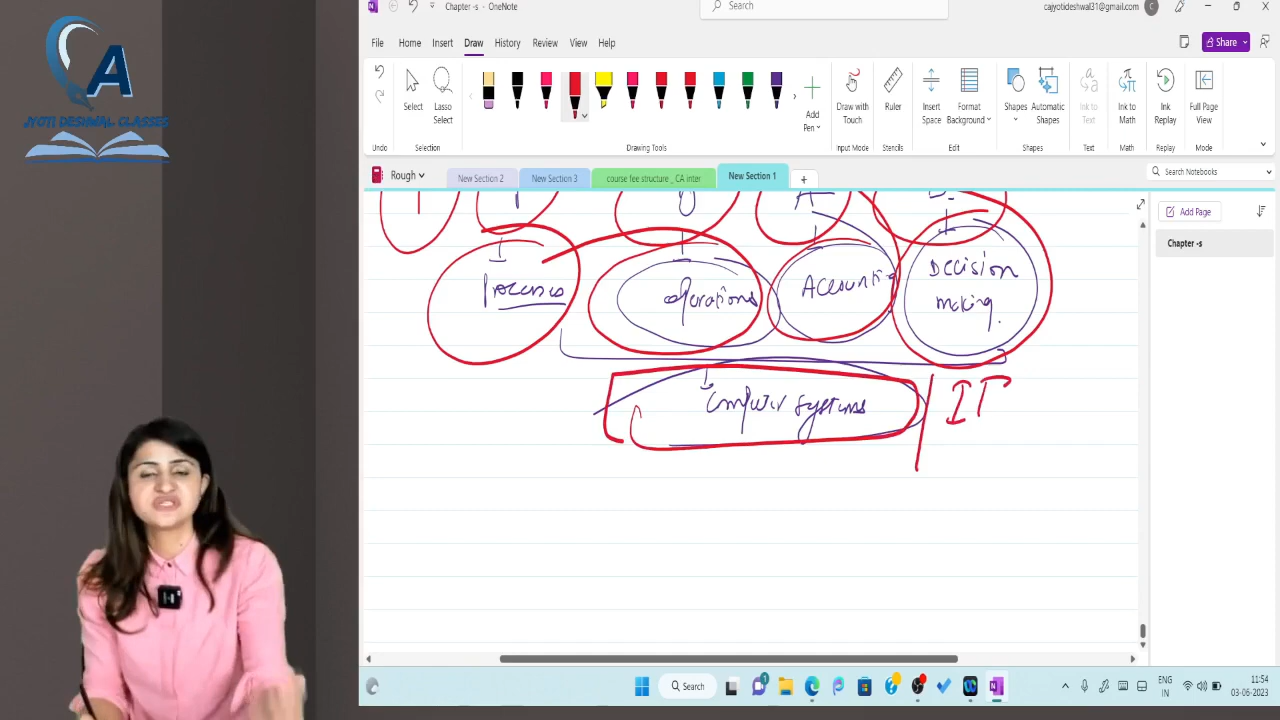 Chapter -s - OneNote
Search
cajyotideshwal31@gmail.com
C
File Home Insert Draw History Review View Help
Share
Undo
Select
Lasso Select
Add Pen
Draw with Touch
Ruler
Insert Space
Format Background
Shapes
Automatic Shapes
Ink to Text
Ink to Math
Ink Replay
Full Page View
Undo Selection Drawing Tools Input Mode Stencils Edit Shapes Text Math Replay Mode
A
JYOTI DESHWAL CLASSES
Rough
New Section 2
New Section 3
course fee structure _ CA inter
New Section 1
+
Search Notebooks
Add Page
Chapter -s
Processes
operations
Accounting
Decision
making.
Computer systems
IT
Search
ENG
IN
11:54
03-06-2023